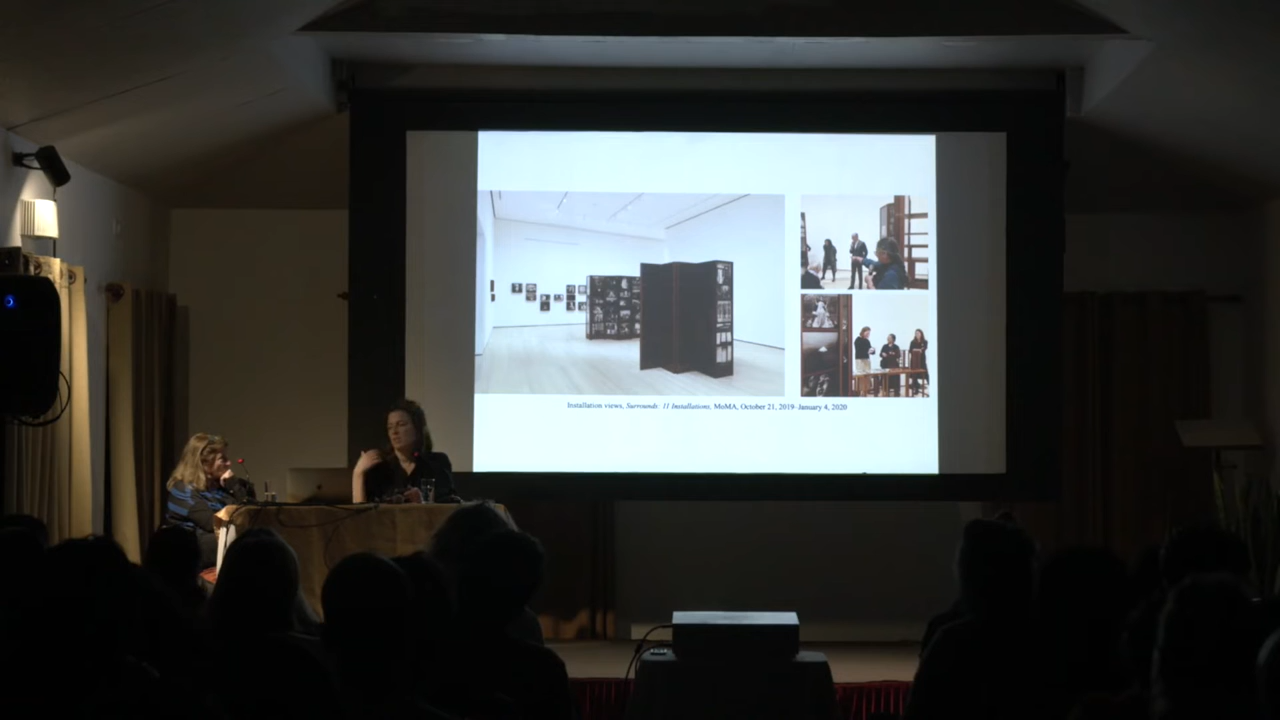 Installation views, Surrounds: 11 Installations, MoMA, October 21, 2019–January 4, 2020